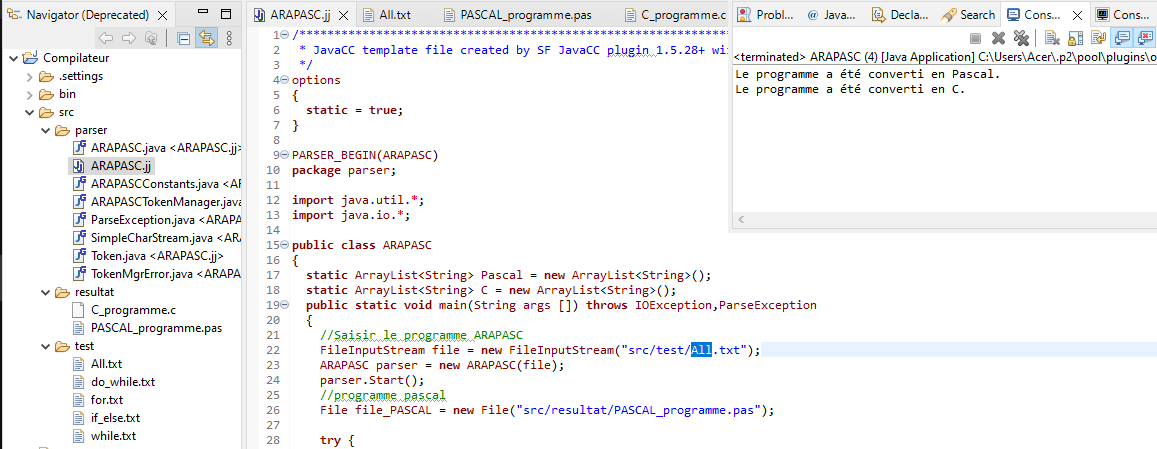 Navigator (Deprecated)
Compilateur
.settings
bin
src
parser
ARAPASC.java <ARAPASC.jj>
ARAPASC.jj
ARAPASCConstants.java <AR
ARAPASCTokenManager.java
ParseException.java <ARAPA
SimpleCharStream.java <ARA
Token.java <ARAPASC.jj>
TokenMgrError.java <ARAPA
resultat
C_programme.c
PASCAL_programme.pas
test
All.txt
do_while.txt
for.txt
if_else.txt
while.txt
ARAPASC.jj All.txt PASCAL_programme.pas C_programme.c
1 /**********************************************************
2 * JavaCC template file created by SF JavaCC plugin 1.5.28+ wi
3 */
4 options
5 {
6 static = true;
7 }
8
9 PARSER_BEGIN(ARAPASC)
10 package parser;
11
12 import java.util.*;
13 import java.io.*;
14
15 public class ARAPASC
16 {
17 static ArrayList<String> Pascal = new ArrayList<String>();
18 static ArrayList<String> C = new ArrayList<String>();
19 public static void main(String args []) throws IOException,ParseException
20 {
21 //Saisir le programme ARAPASC
22 FileInputStream file = new FileInputStream("src/test/All.txt");
23 ARAPASC parser = new ARAPASC(file);
24 parser.Start();
25 //programme pascal
26 File file_PASCAL = new File("src/resultat/PASCAL_programme.pas");
27
28 try {
Probl... @ Java... Decla... Search Cons... Cons...
<terminated> ARAPASC (4) [Java Application] C:\Users\Acer\.p2\pool\plugins\o
Le programme a été converti en Pascal.
Le programme a été converti en C.